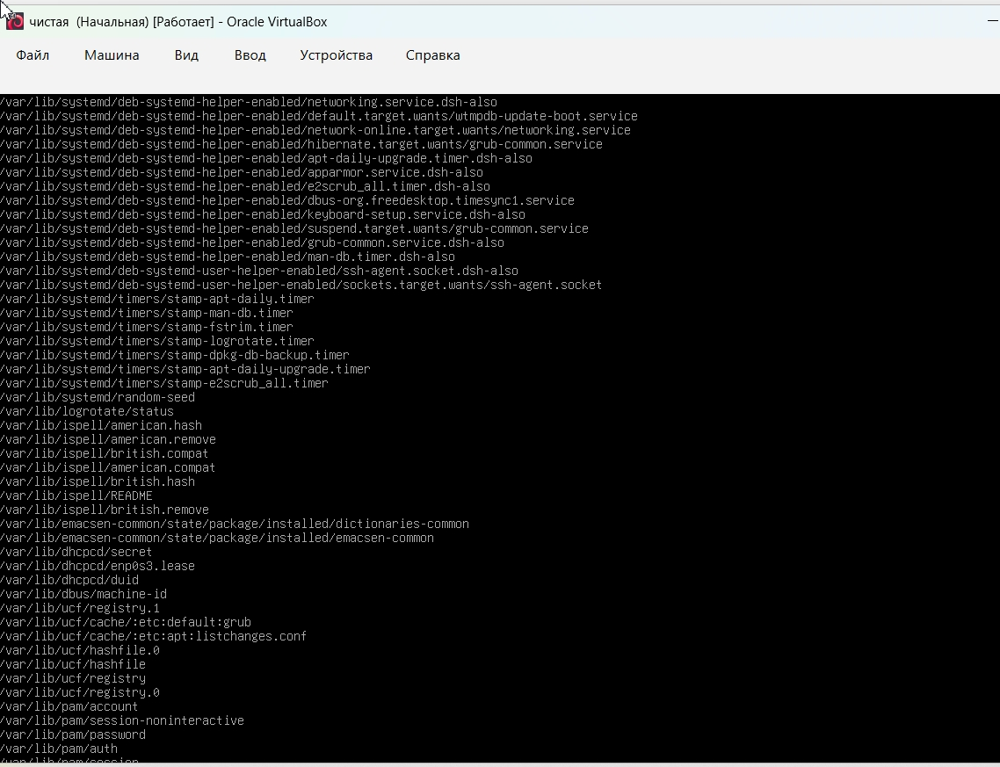 чистая (Начальная) [Работает] - Oracle VirtualBox
Файл Машина Вид Ввод Устройства Справка
/var/lib/systemd/deb-systemd-helper-enabled/networking.service.dsh-also
/var/lib/systemd/deb-systemd-helper-enabled/default.target.wants/wtmpdb-update-boot.service
/var/lib/systemd/deb-systemd-helper-enabled/network-online.target.wants/networking.service
/var/lib/systemd/deb-systemd-helper-enabled/hibernate.target.wants/grub-common.service
/var/lib/systemd/deb-systemd-helper-enabled/apt-daily-upgrade.timer.dsh-also
/var/lib/systemd/deb-systemd-helper-enabled/apparmor.service.dsh-also
/var/lib/systemd/deb-systemd-helper-enabled/e2scrub_all.timer.dsh-also
/var/lib/systemd/deb-systemd-helper-enabled/dbus-org.freedesktop.timesync1.service
/var/lib/systemd/deb-systemd-helper-enabled/keyboard-setup.service.dsh-also
/var/lib/systemd/deb-systemd-helper-enabled/suspend.target.wants/grub-common.service
/var/lib/systemd/deb-systemd-helper-enabled/grub-common.service.dsh-also
/var/lib/systemd/deb-systemd-helper-enabled/man-db.timer.dsh-also
/var/lib/systemd/deb-systemd-user-helper-enabled/ssh-agent.socket.dsh-also
/var/lib/systemd/deb-systemd-user-helper-enabled/sockets.target.wants/ssh-agent.socket
/var/lib/systemd/timers/stamp-apt-daily.timer
/var/lib/systemd/timers/stamp-man-db.timer
/var/lib/systemd/timers/stamp-fstrim.timer
/var/lib/systemd/timers/stamp-logrotate.timer
/var/lib/systemd/timers/stamp-dpkg-db-backup.timer
/var/lib/systemd/timers/stamp-apt-daily-upgrade.timer
/var/lib/systemd/timers/stamp-e2scrub_all.timer
/var/lib/systemd/random-seed
/var/lib/logrotate/status
/var/lib/ispell/american.hash
/var/lib/ispell/american.remove
/var/lib/ispell/british.compat
/var/lib/ispell/american.compat
/var/lib/ispell/british.hash
/var/lib/ispell/README
/var/lib/ispell/british.remove
/var/lib/emacsen-common/state/package/installed/dictionaries-common
/var/lib/emacsen-common/state/package/installed/emacsen-common
/var/lib/dhcpcd/secret
/var/lib/dhcpcd/enp0s3.lease
/var/lib/dhcpcd/duid
/var/lib/dbus/machine-id
/var/lib/ucf/registry.1
/var/lib/ucf/cache/:etc:default:grub
/var/lib/ucf/cache/:etc:apt:listchanges.conf
/var/lib/ucf/hashfile.0
/var/lib/ucf/hashfile
/var/lib/ucf/registry
/var/lib/ucf/registry.0
/var/lib/pam/account
/var/lib/pam/session-noninteractive
/var/lib/pam/password
/var/lib/pam/auth
/var/lib/pam/session